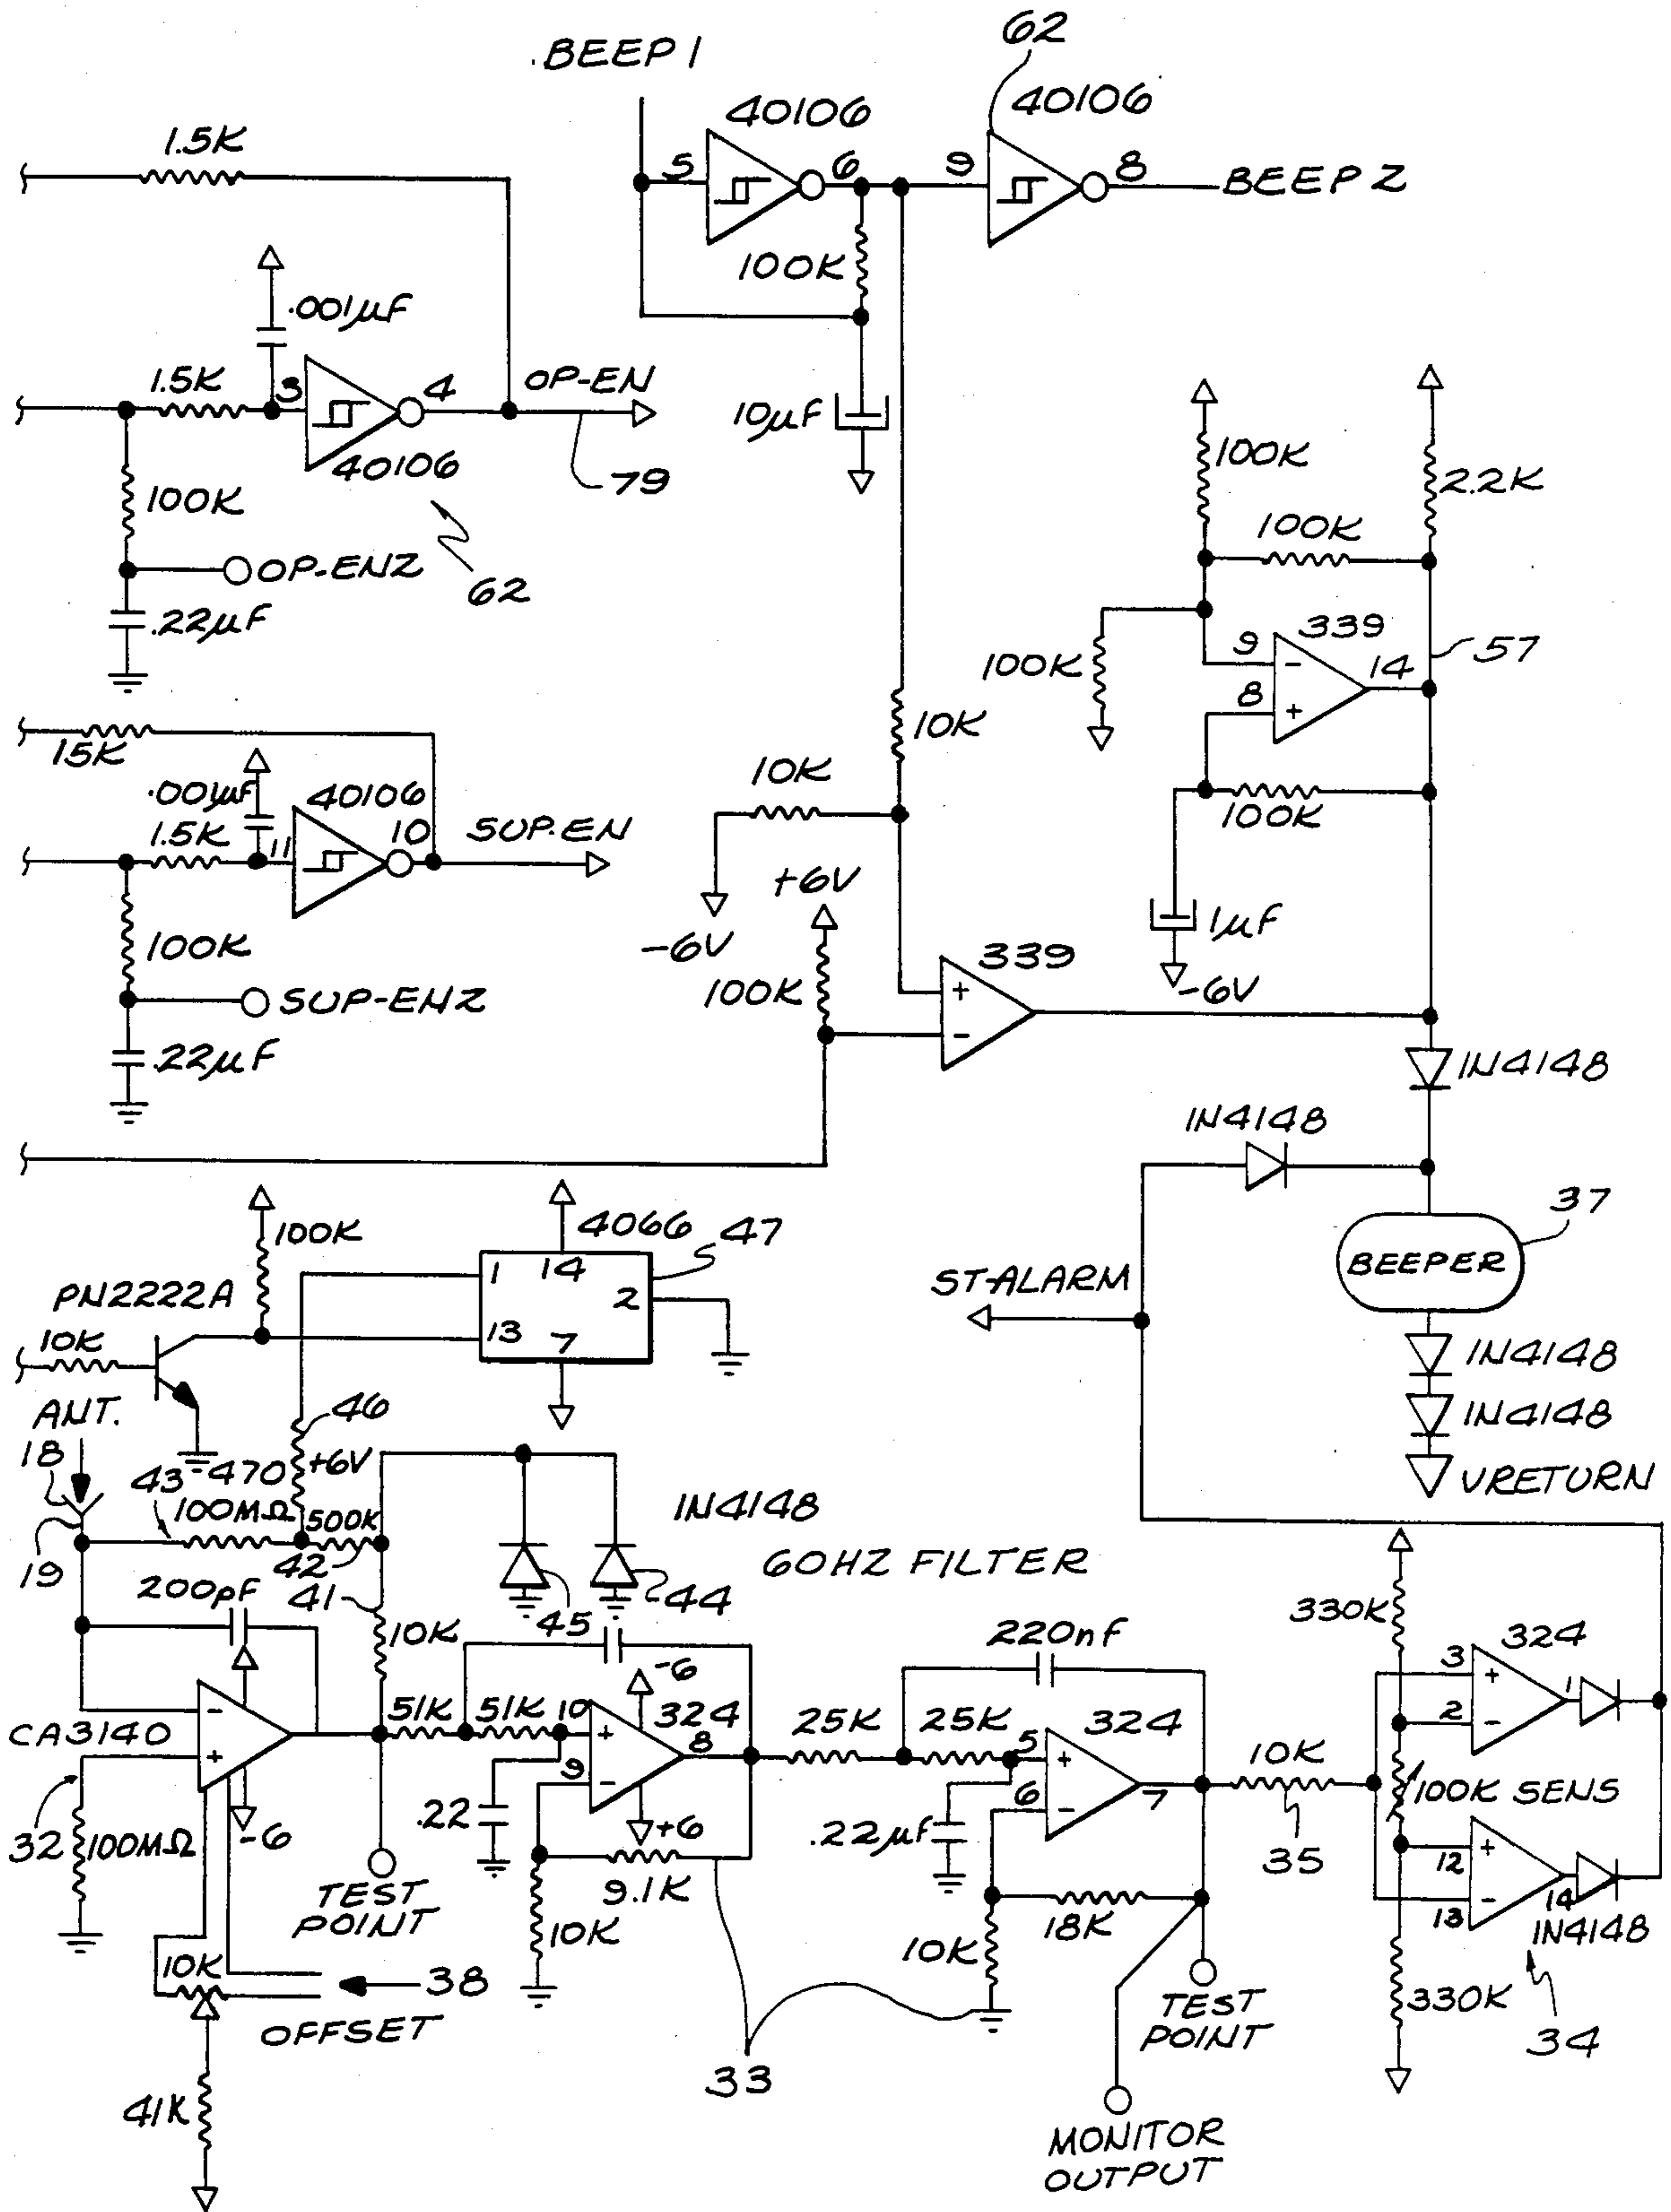 62
BEEP 1
40106
40106
1.5K
5
6
9
8
BEEP Z
100K
.001µF
1.5K
3
4
OP-EN
10µF
40106
79
100K
2.2K
100K
100K
OP-ENZ
62
.22µF
339
9
-
14
57
100K
8
+
10K
15K
10K
.001µF
40106
100K
1.5K
11
10
SUP-EN
+6V
1µF
100K
-6V
339
-6V
SUP-ENZ
100K
+
-
.22µF
1N4148
1N4148
37
100K
4066
47
1
14
2
BEEPER
ST-ALARM
PN2222A
13
7
10K
1N4148
ANT.
46
1N4148
18
43
470
+6V
VRETURN
100MΩ
500K
1N4148
19
42
60HZ FILTER
200pF
41
45
44
330K
10K
220nf
324
-6
3
+
1
-
51K
51K
10
324
25K
25K
5
324
2
-
CA3140
+
8
+
10K
+
9
-
6
-
7
100K SENS
.22
+6
.22µF
32
100MΩ
-6
12
+
35
9.1K
13
-
14
TEST
POINT
18K
1N4148
10K
10K
10K
38
TEST
POINT
330K
OFFSET
34
33
41K
MONITOR
OUTPUT